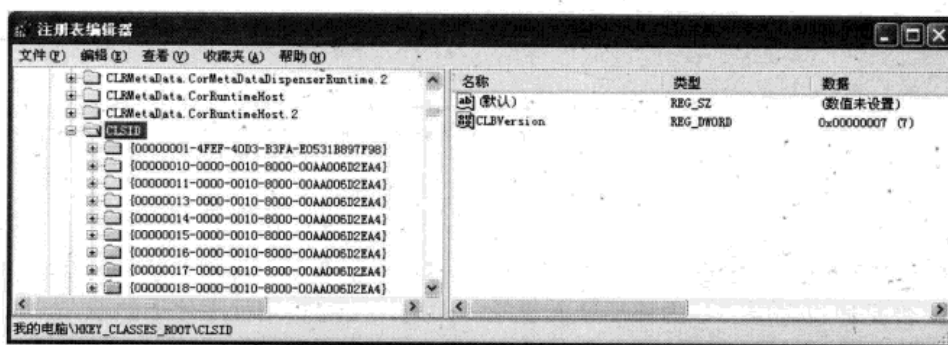 注册表编辑器
文件(F) 编辑(E) 查看(V) 收藏夹(A) 帮助(H)
CLRMetaData.CorMetaDataDispenserRuntime.2
CLRMetaData.CorRuntimeHost
CLRMetaData.CorRuntimeHost.2
CLSID
{00000001-4FEF-40D3-B3FA-E0531B897F98}
{00000010-0000-0010-8000-00AA006D2EA4}
{00000011-0000-0010-8000-00AA006D2EA4}
{00000013-0000-0010-8000-00AA006D2EA4}
{00000014-0000-0010-8000-00AA006D2EA4}
{00000015-0000-0010-8000-00AA006D2EA4}
{00000016-0000-0010-8000-00AA006D2EA4}
{00000017-0000-0010-8000-00AA006D2EA4}
{00000018-0000-0010-8000-00AA006D2EA4}
名称 类型 数据
ab (默认) REG_SZ (数值未设置)
CLBVersion REG_DWORD 0x00000007 (7)
我的电脑\HKEY_CLASSES_ROOT\CLSID